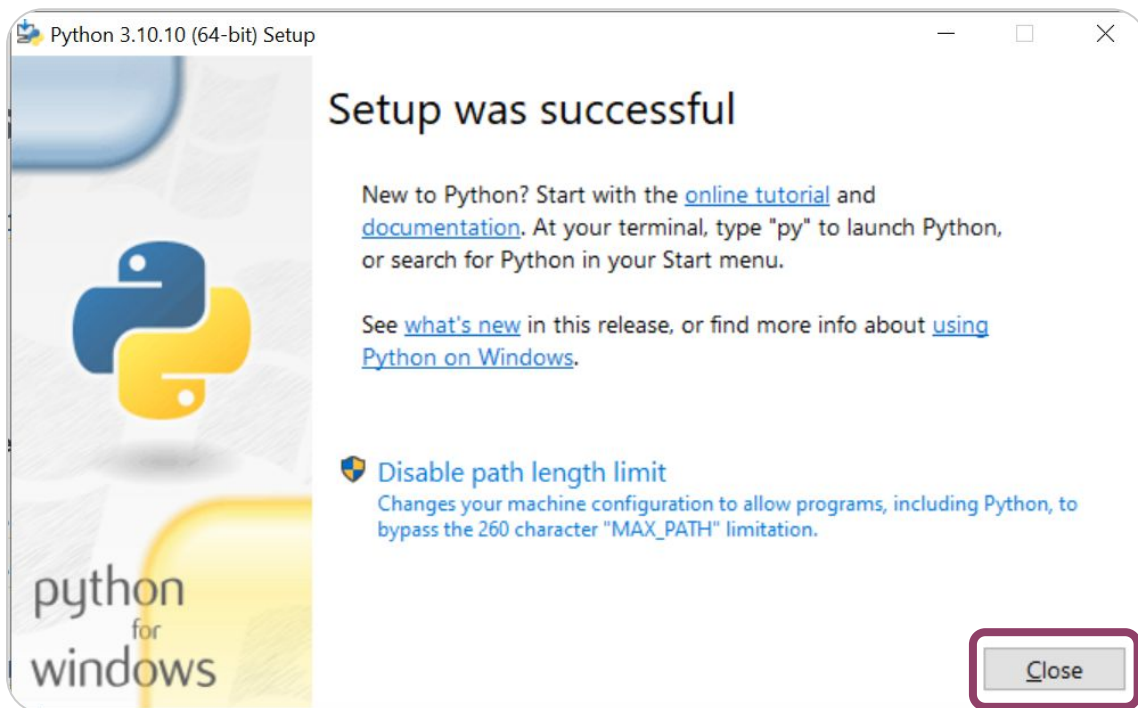 Python 3.10.10 (64-bit) Setup
Setup was successful
New to Python? Start with the online tutorial and
documentation. At your terminal, type "py" to launch Python,
or search for Python in your Start menu.
See what's new in this release, or find more info about using
Python on Windows.
Disable path length limit
Changes your machine configuration to allow programs, including Python, to
bypass the 260 character "MAX_PATH" limitation.
python
for
windows
Close